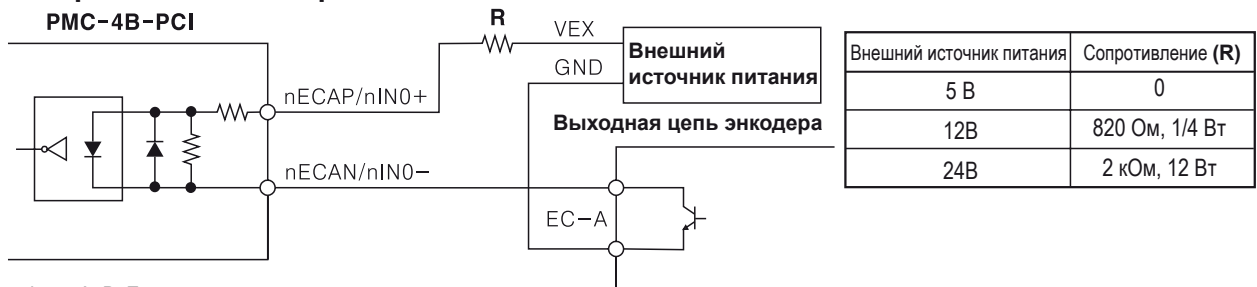 PMC-4B-PCI
R
VEX
GND
Внешний
источник питания
nECAP/nIN0+
Выходная цепь энкодера
nECAN/nIN0-
EC-A
Внешний источник питания Сопротивление (R)
5 В 0
12В 820 Ом, 1/4 Вт
24В 2 кОм, 12 Вт